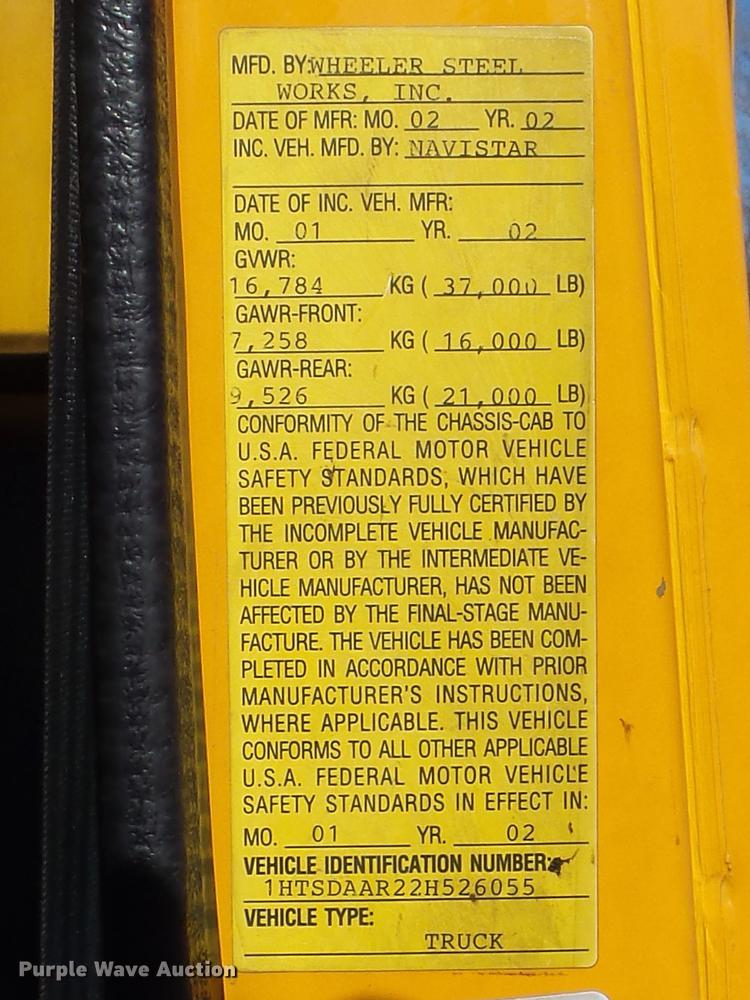 MFD. BY: WHEELER STEEL
WORKS, INC.
DATE OF MFR: MO. 02 YR. 02
INC. VEH. MFD. BY: NAVISTAR
DATE OF INC. VEH. MFR:
MO. 01 YR. 02
GVWR:
16,784 KG ( 37,000 LB)
GAWR-FRONT:
7,258 KG ( 16,000 LB)
GAWR-REAR:
9,526 KG ( 21,000 LB)
CONFORMITY OF THE CHASSIS-CAB TO
U.S.A. FEDERAL MOTOR VEHICLE
SAFETY STANDARDS, WHICH HAVE
BEEN PREVIOUSLY FULLY CERTIFIED BY
THE INCOMPLETE VEHICLE MANUFAC-
TURER OR BY THE INTERMEDIATE VE-
HICLE MANUFACTURER, HAS NOT BEEN
AFFECTED BY THE FINAL-STAGE MANU-
FACTURE. THE VEHICLE HAS BEEN COM-
PLETED IN ACCORDANCE WITH PRIOR
MANUFACTURER'S INSTRUCTIONS,
WHERE APPLICABLE. THIS VEHICLE
CONFORMS TO ALL OTHER APPLICABLE
U.S.A. FEDERAL MOTOR VEHICLE
SAFETY STANDARDS IN EFFECT IN:
MO. 01 YR. 02
VEHICLE IDENTIFICATION NUMBER:
1HTSDAAR22H526055
VEHICLE TYPE:
TRUCK
Purple Wave Auction